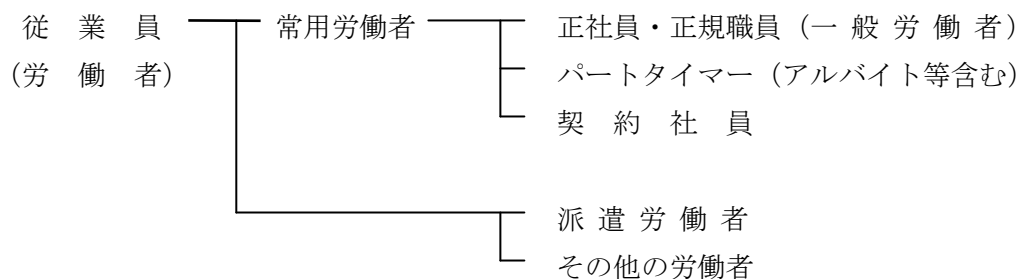 従業員 常用労働者 正社員・正規職員（一般労働者）
（労働者） パートタイマー（アルバイト等含む）
契約社員
派遣労働者
その他の労働者